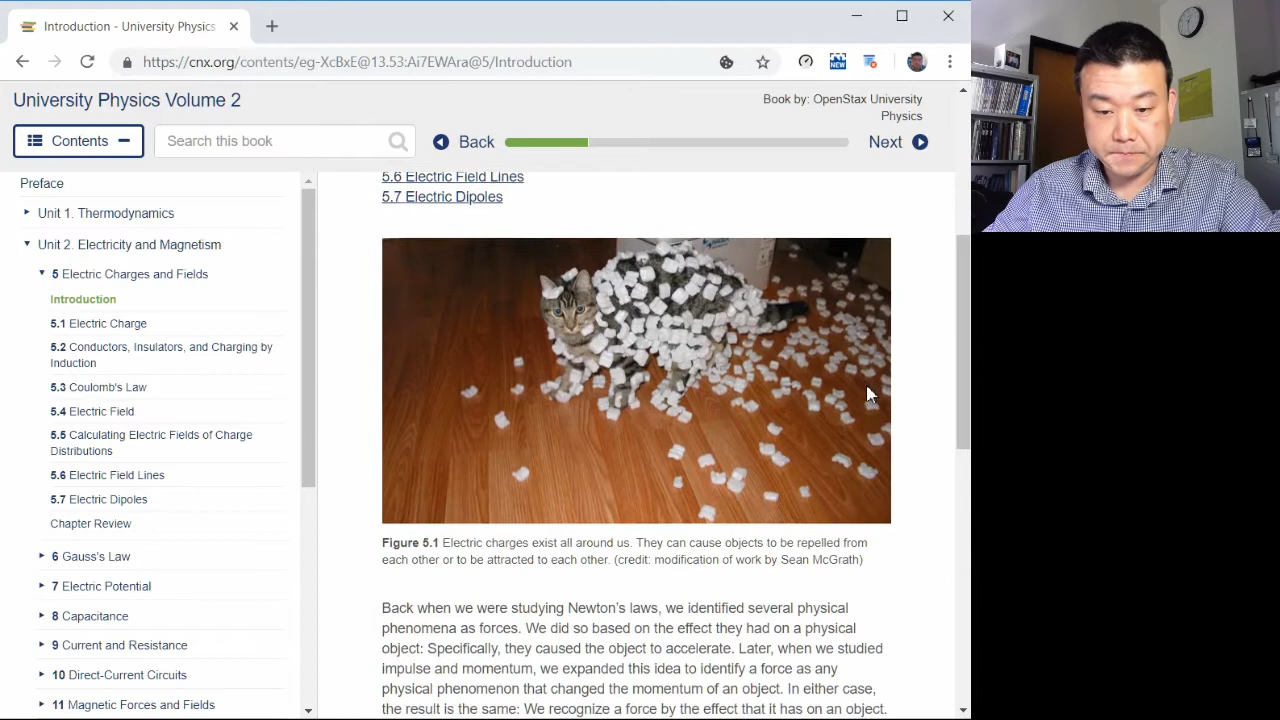 Introduction - University Physics
https://cnx.org/contents/eg-XcBxE@13.53:Ai7EWAra@5/Introduction
NEW
University Physics Volume 2
Book by: OpenStax University
Physics
Contents
Search this book
Back
Next
Preface
Unit 1. Thermodynamics
Unit 2. Electricity and Magnetism
5 Electric Charges and Fields
Introduction
5.1 Electric Charge
5.2 Conductors, Insulators, and Charging by
Induction
5.3 Coulomb's Law
5.4 Electric Field
5.5 Calculating Electric Fields of Charge
Distributions
5.6 Electric Field Lines
5.7 Electric Dipoles
Chapter Review
6 Gauss's Law
7 Electric Potential
8 Capacitance
9 Current and Resistance
10 Direct-Current Circuits
11 Magnetic Forces and Fields
5.6 Electric Field Lines
5.7 Electric Dipoles
Figure 5.1 Electric charges exist all around us. They can cause objects to be repelled from
each other or to be attracted to each other. (credit: modification of work by Sean McGrath)
Back when we were studying Newton’s laws, we identified several physical
phenomena as forces. We did so based on the effect they had on a physical
object: Specifically, they caused the object to accelerate. Later, when we studied
impulse and momentum, we expanded this idea to identify a force as any
physical phenomenon that changed the momentum of an object. In either case,
the result is the same: We recognize a force by the effect that it has on an object.